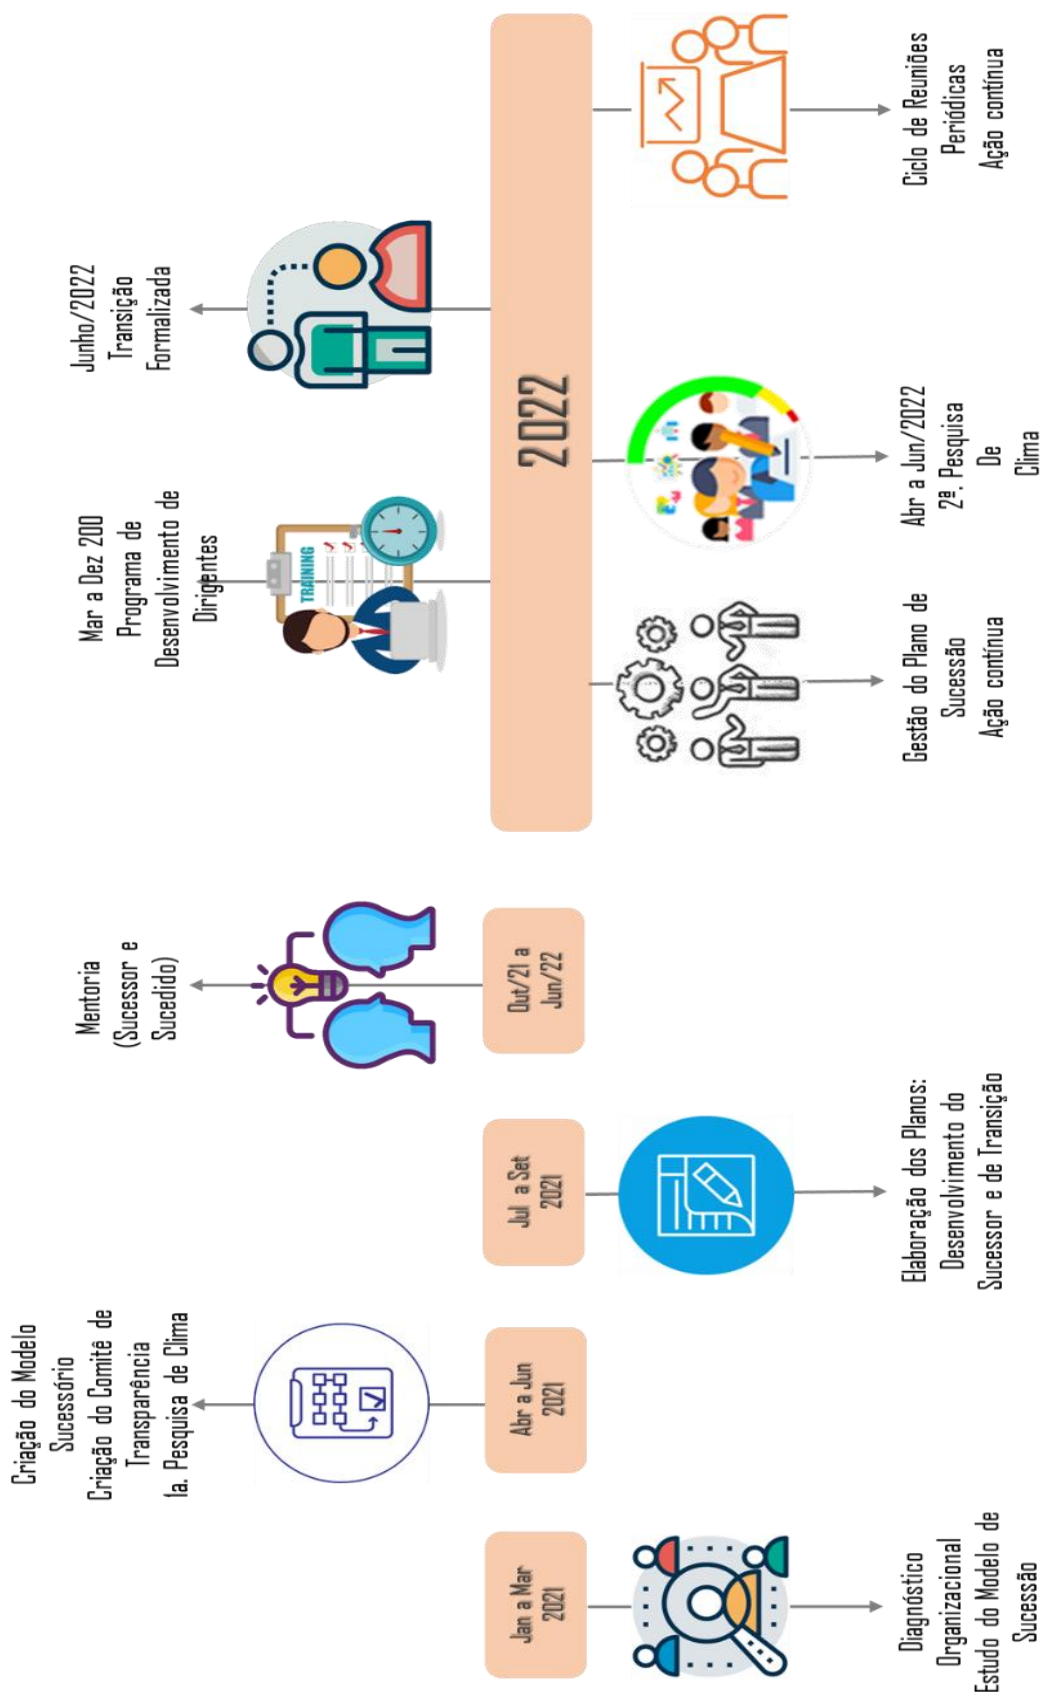 Jan a Mar
2021
Diagnóstico
Organizacional
Estudo do Modelo de
Sucessão
Criação do Modelo
Sucessório
Criação do Comitê de
Transparência
1a. Pesquisa de Clima
Abr a Jun
2021
Jul a Set
2021
Elaboração dos Planos:
Desenvolvimento do
Sucessor e de Transição
Mentoria
(Sucessor e
Sucedido)
Out/21 a
Jun/22
2022
Mar a Dez 200
Programa de
Desenvolvimento de
Dirigentes
TRAINING
Gestão do Plano de
Sucessão
Ação contínua
Abr a Jun/2022
2ª. Pesquisa
De
Clima
Junho/2022
Transição
Formalizada
Ciclo de Reuniões
Periódicas
Ação contínua